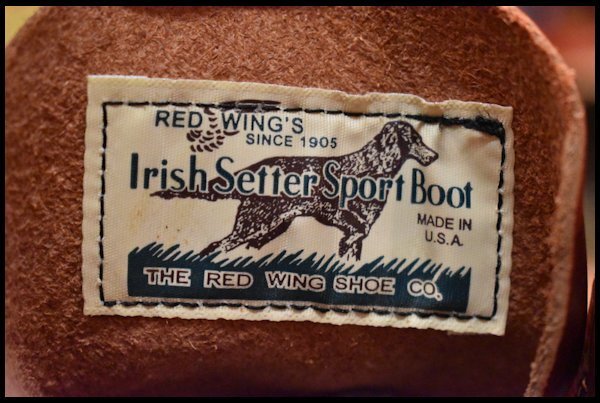 RED WING'S
SINCE 1905
Irish Setter Sport Boot
MADE IN
U.S.A.
THE RED WING SHOE CO.